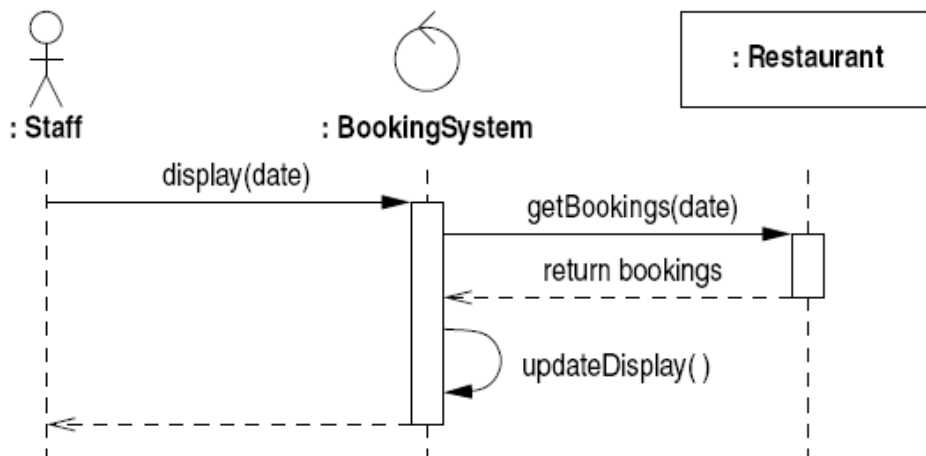 : Staff
: BookingSystem
: Restaurant
display(date)
getBookings(date)
return bookings
updateDisplay( )